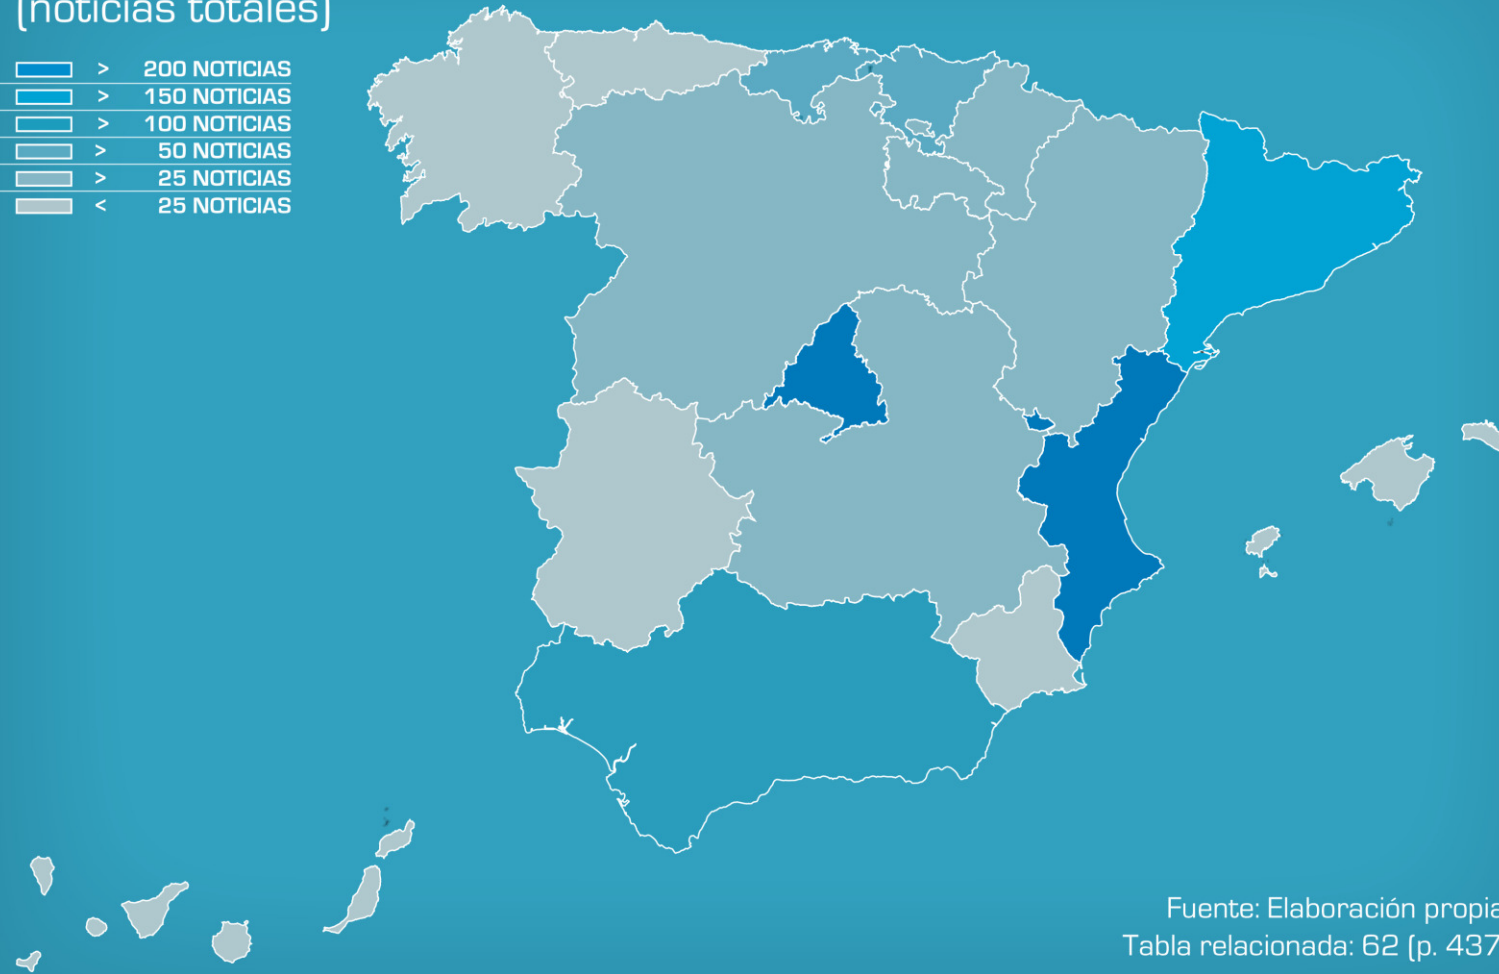 (noticias totales)
> 200 NOTICIAS
> 150 NOTICIAS
> 100 NOTICIAS
> 50 NOTICIAS
> 25 NOTICIAS
< 25 NOTICIAS
Fuente: Elaboración propia
Tabla relacionada: 62 (p. 437